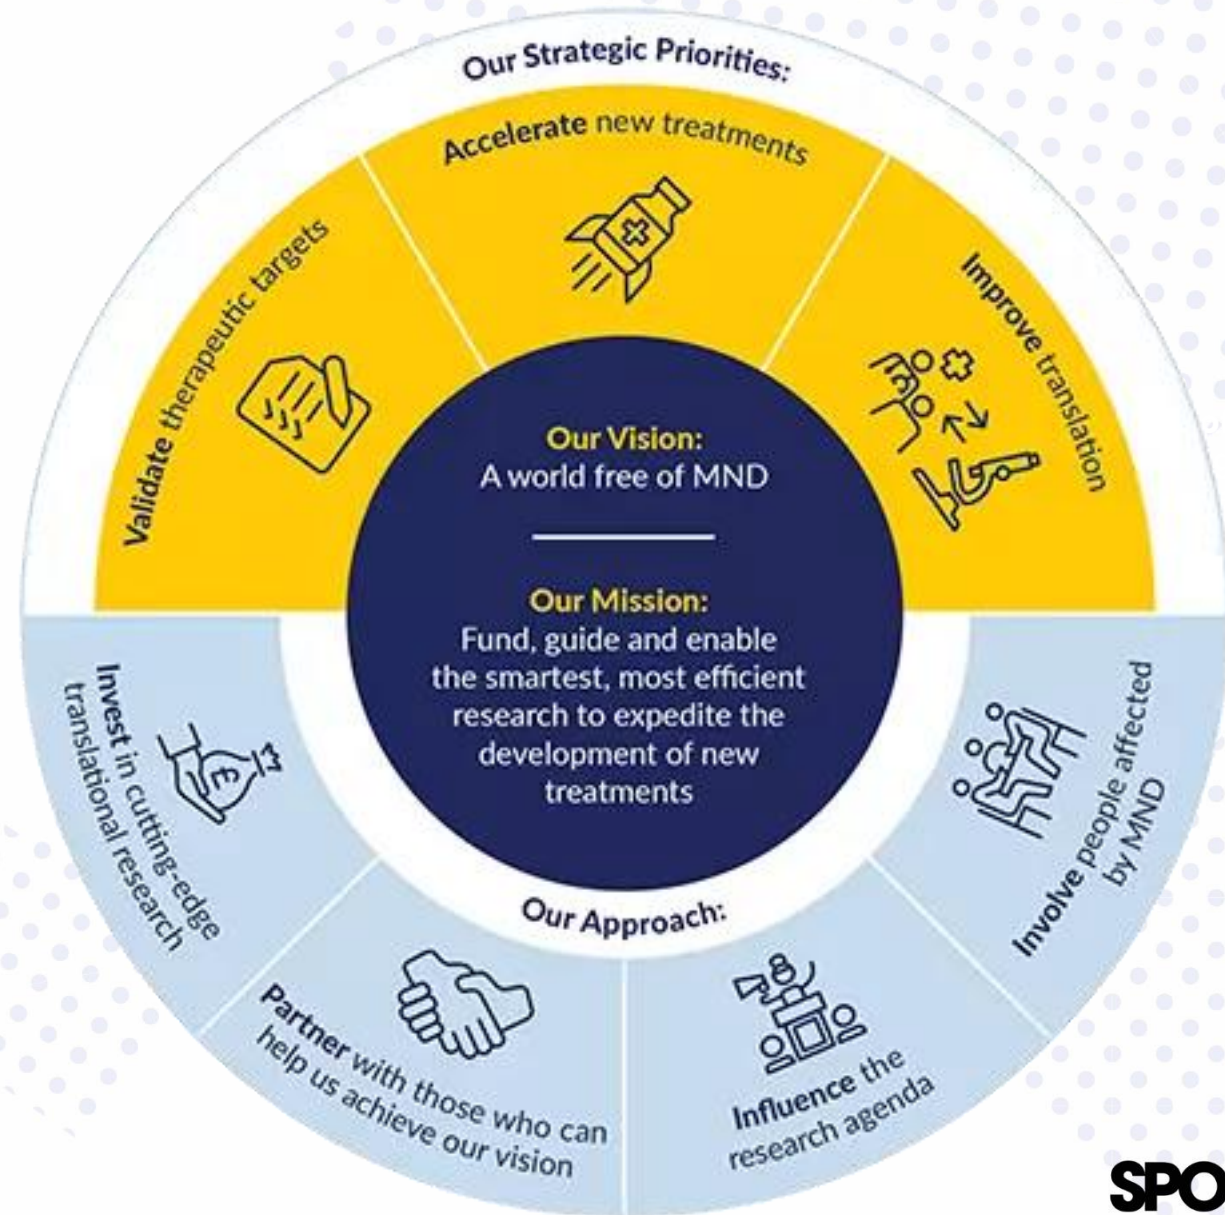 Our Strategic Priorities:
Validate therapeutic targets
Accelerate new treatments
Improve translation
Our Vision:
A world free of MND
Our Mission:
Fund, guide and enable
the smartest, most efficient
research to expedite the
development of new
treatments
Our Approach:
Invest in cutting-edge
translational research
£
Partner with those who can
help us achieve our vision
Influence the
research agenda
Involve people affected
by MND
SPO